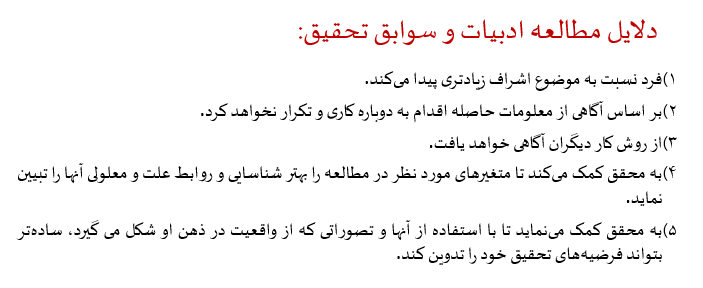 دلایل مطالعه ادبیات و سوابق تحقیق:
۱)فرد نسبت به موضوع اشراف زیادتری پیدا می‌کند.
۲)بر اساس آگاهی از معلومات حاصله اقدام به دوباره کاری و تکرار نخواهد کرد.
۳)از روش کار دیگران آگاهی خواهد یافت.
۴)به محقق کمک می‌کند تا متغیرهای مورد نظر در مطالعه را بهتر شناسایی و روابط علت و معلولی آنها را تبیین
نماید.
۵)به محقق کمک می‌نماید تا با استفاده از آنها و تصوراتی که از واقعیت در ذهن او شکل می گیرد، ساده‌تر
بتواند فرضیه‌های تحقیق خود را تدوین کند.